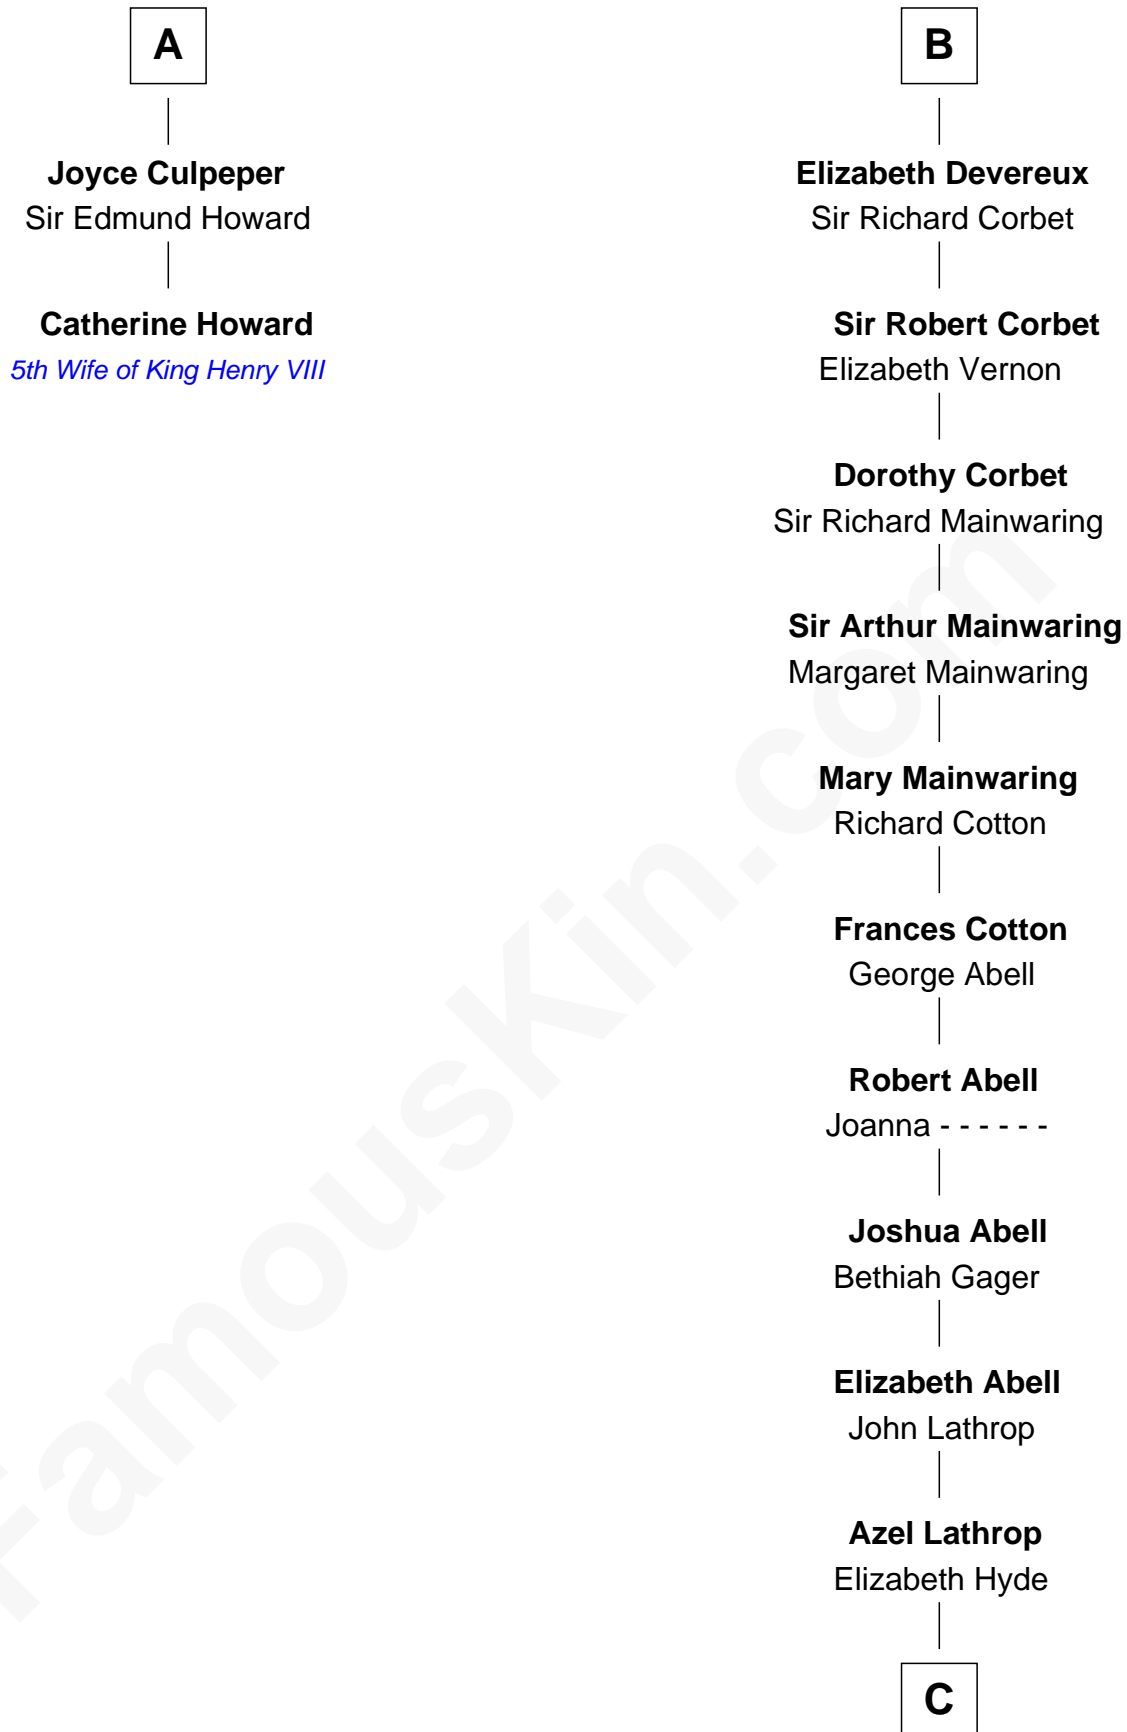 A
Joyce Culpeper
Sir Edmund Howard
Catherine Howard
5th Wife of King Henry VIII
B
Elizabeth Devereux
Sir Richard Corbet
Sir Robert Corbet
Elizabeth Vernon
Dorothy Corbet
Sir Richard Mainwaring
Sir Arthur Mainwaring
Margaret Mainwaring
Mary Mainwaring
Richard Cotton
Frances Cotton
George Abell
Robert Abell
Joanna - - - - - -
Joshua Abell
Bethiah Gager
Elizabeth Abell
John Lathrop
Azel Lathrop
Elizabeth Hyde
C
FamousKin.com